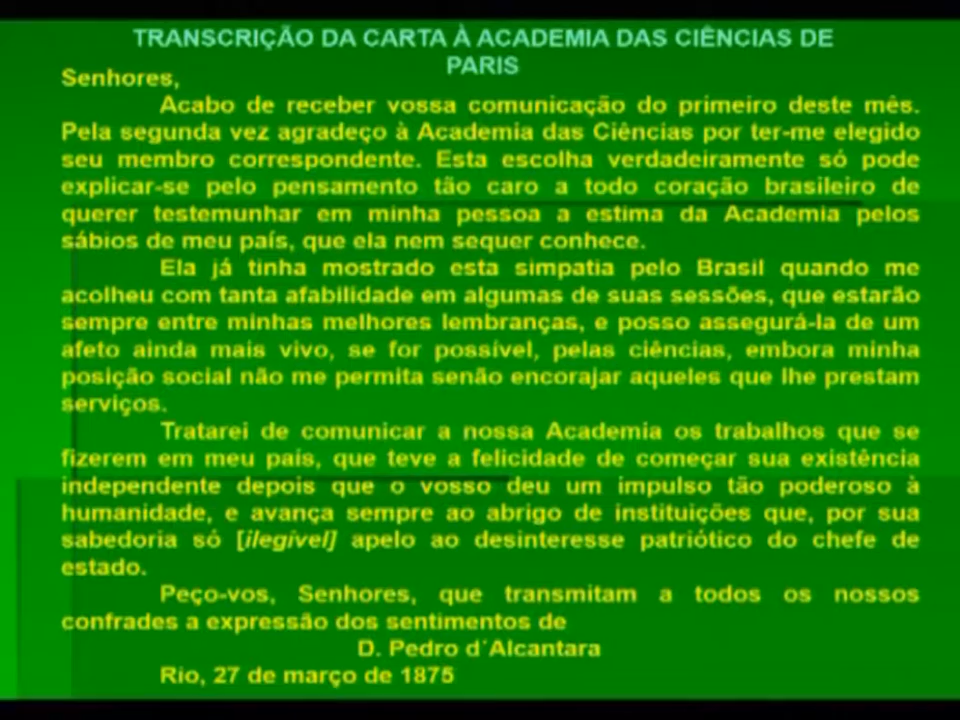 TRANSCRIÇÃO DA CARTA À ACADEMIA DAS CIÊNCIAS DE
PARIS
Senhores,
Acabo de receber vossa comunicação do primeiro deste mês.
Pela segunda vez agradeço à Academia das Ciências por ter-me elegido
seu membro correspondente. Esta escolha verdadeiramente só pode
explicar-se pelo pensamento tão caro a todo coração brasileiro de
querer testemunhar em minha pessoa a estima da Academia pelos
sábios de meu país, que ela nem sequer conhece.
Ela já tinha mostrado esta simpatia pelo Brasil quando me
acolheu com tanta afabilidade em algumas de suas sessões, que estarão
sempre entre minhas melhores lembranças, e posso assegurá-la de um
afeto ainda mais vivo, se for possível, pelas ciências, embora minha
posição social não me permita senão encorajar aqueles que lhe prestam
serviços.
Tratarei de comunicar a nossa Academia os trabalhos que se
fizerem em meu país, que teve a felicidade de começar sua existência
independente depois que o vosso deu um impulso tão poderoso à
humanidade, e avança sempre ao abrigo de instituições que, por sua
sabedoria só [ilegível] apelo ao desinteresse patriótico do chefe de
estado.
Peço-vos, Senhores, que transmitam a todos os nossos
confrades a expressão dos sentimentos de
D. Pedro d´Alcantara
Rio, 27 de março de 1875